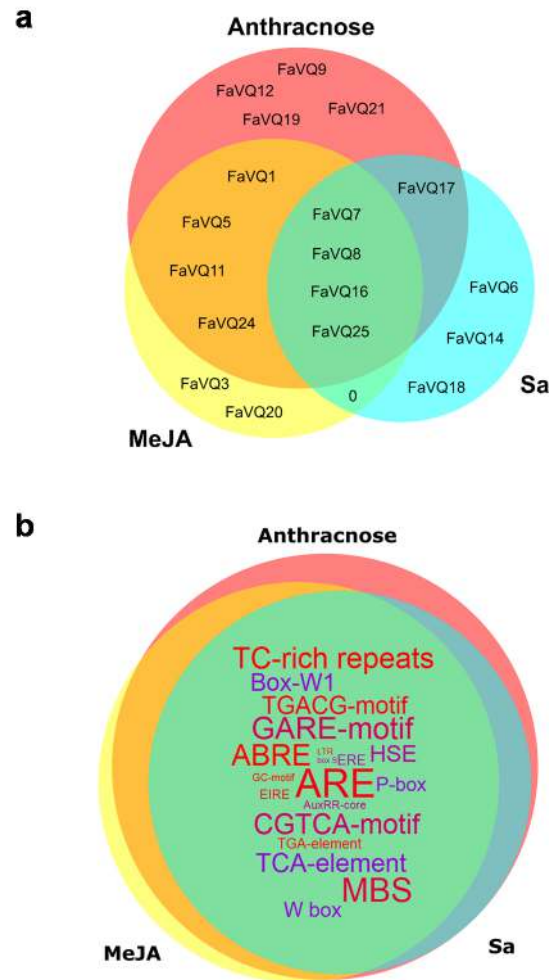 a
Anthracnose
FaVQ9
FaVQ12
FaVQ21
FaVQ19
FaVQ1
FaVQ17
FaVQ7
FaVQ5
FaVQ8
FaVQ11
FaVQ6
FaVQ16
FaVQ24
FaVQ25
FaVQ14
FaVQ3
FaVQ18
Sa
0
FaVQ20
MeJA
b
Anthracnose
TC-rich repeats
Box-W1
TGACG-motif
GARE-motif
ABRE LTR box S ERE HSE
GC-motif ARE P-box
EIRE
AuxRR-core
CGTCA-motif
TGA-element
TCA-element
MBS
W box
MeJA
Sa